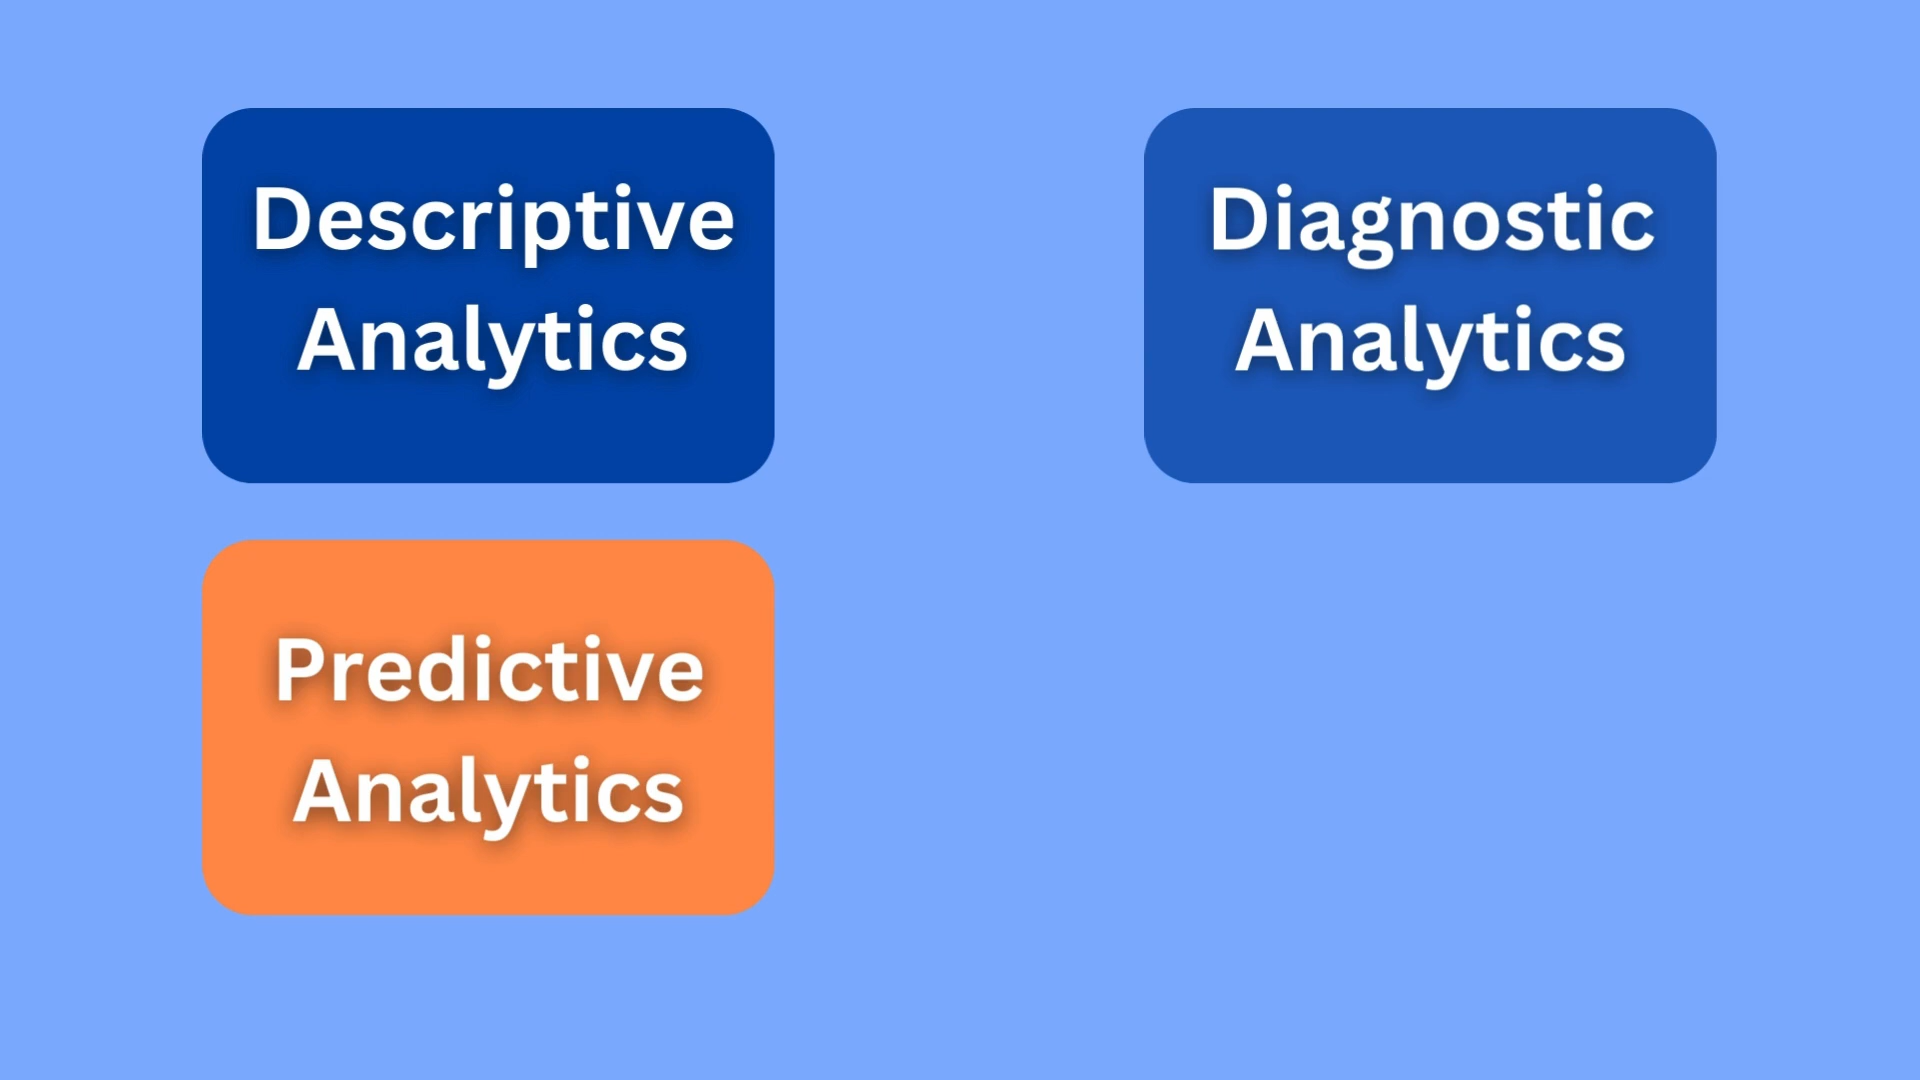 Descriptive
Analytics
Diagnostic
Analytics
Predictive
Analytics